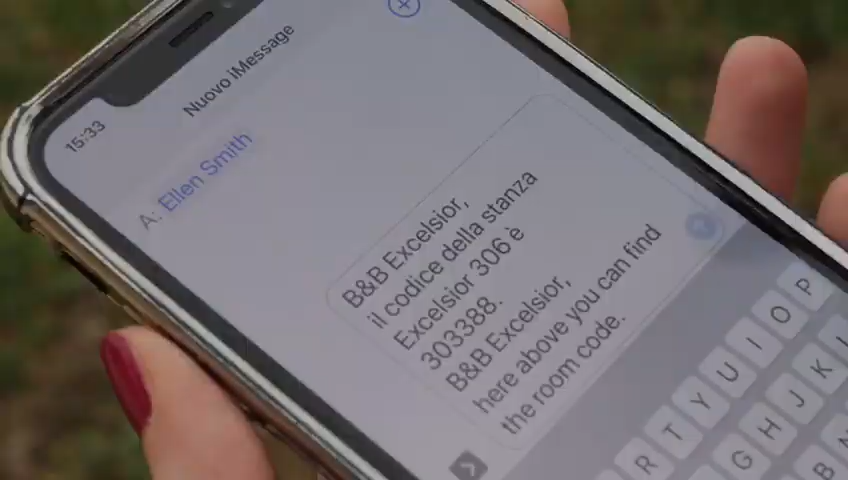 15:33
Nuovo iMessage
A: Ellen Smith
B&B Excelsior,
il codice della stanza
Excelsior 306 è
303388.
B&B Excelsior,
here above you can find
the room code.
R T Y U I O P
G H J K L
B N